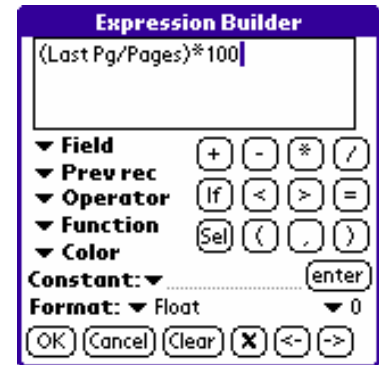 Expression Builder
(Last Pg/Pages)*100
▼ Field
+ - * /
▼ Prev rec
▼ Operator
If < > =
▼ Function
Sel ( , )
▼ Color
Constant: ▼ enter
Format: ▼ Float ▼ 0
OK Cancel Clear X <- ->